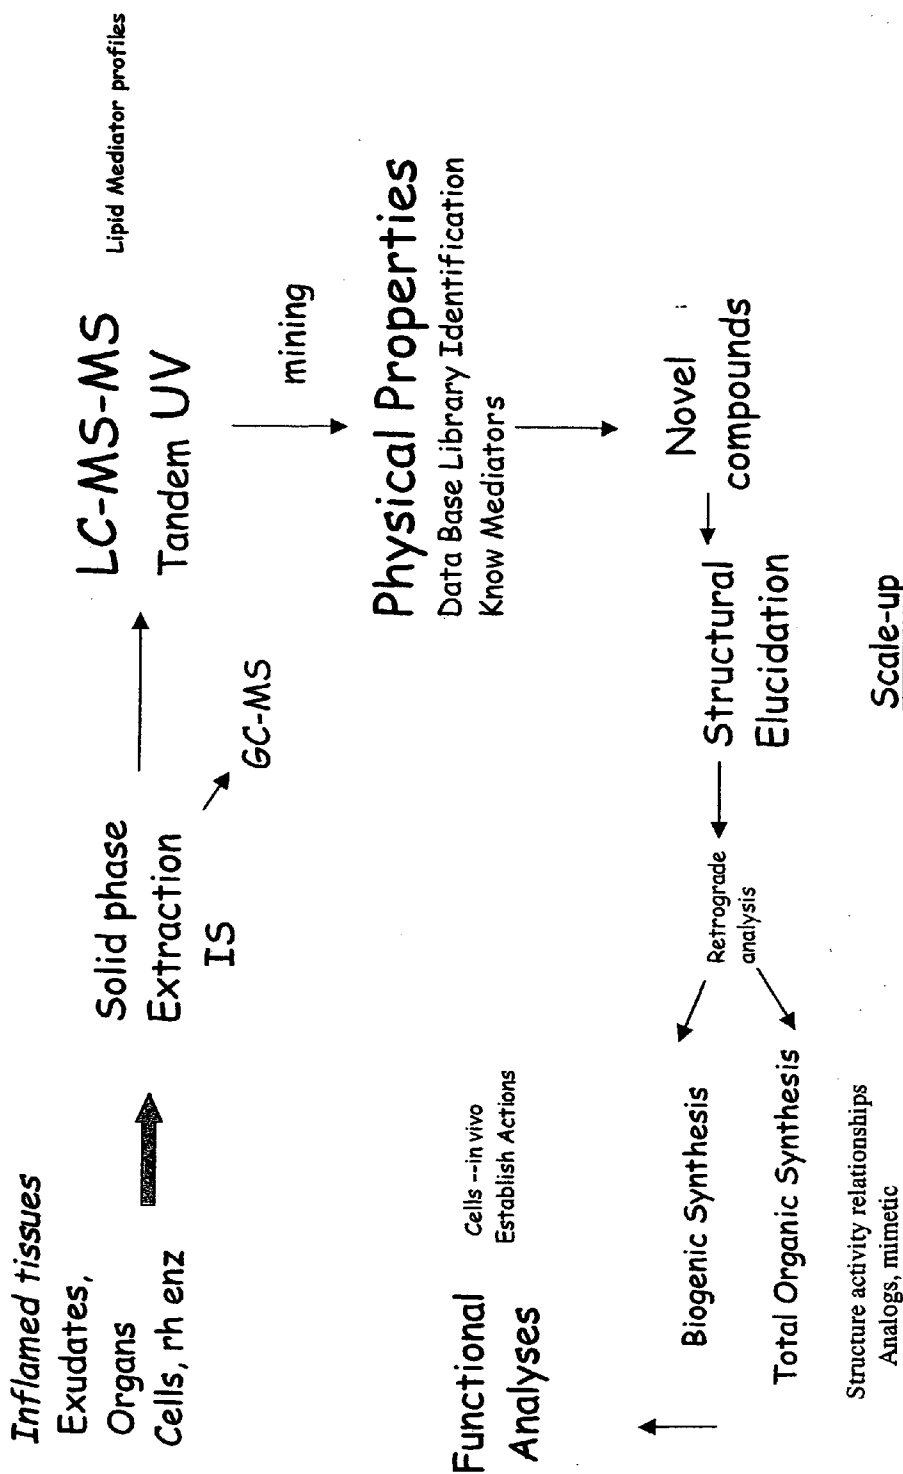 Inflamed tissues
Exudates,
Organs
Cells, rh enz
Solid phase
Extraction
IS
GC-MS
LC-MS-MS
Tandem UV
Lipid Mediator profiles
mining
Physical Properties
Data Base Library Identification
Know Mediators
Novel
compounds
Structural
Elucidation
Scale-up
Retrograde
analysis
Biogenic Synthesis
Total Organic Synthesis
Structure activity relationships
Analogs, mimetic
Functional
Analyses
Cells --in vivo
Establish Actions